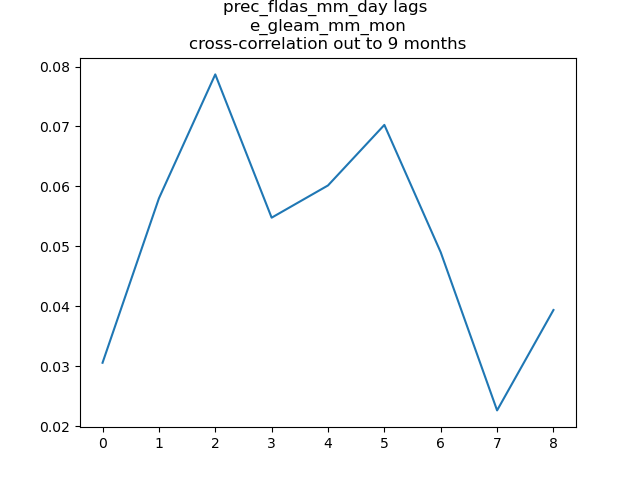 prec_fldas_mm_day lags
e_gleam_mm_mon
cross-correlation out to 9 months
0.08
0.07
0.06
0.05
0.04
0.03
0.02
0 1 2 3 4 5 6 7 8